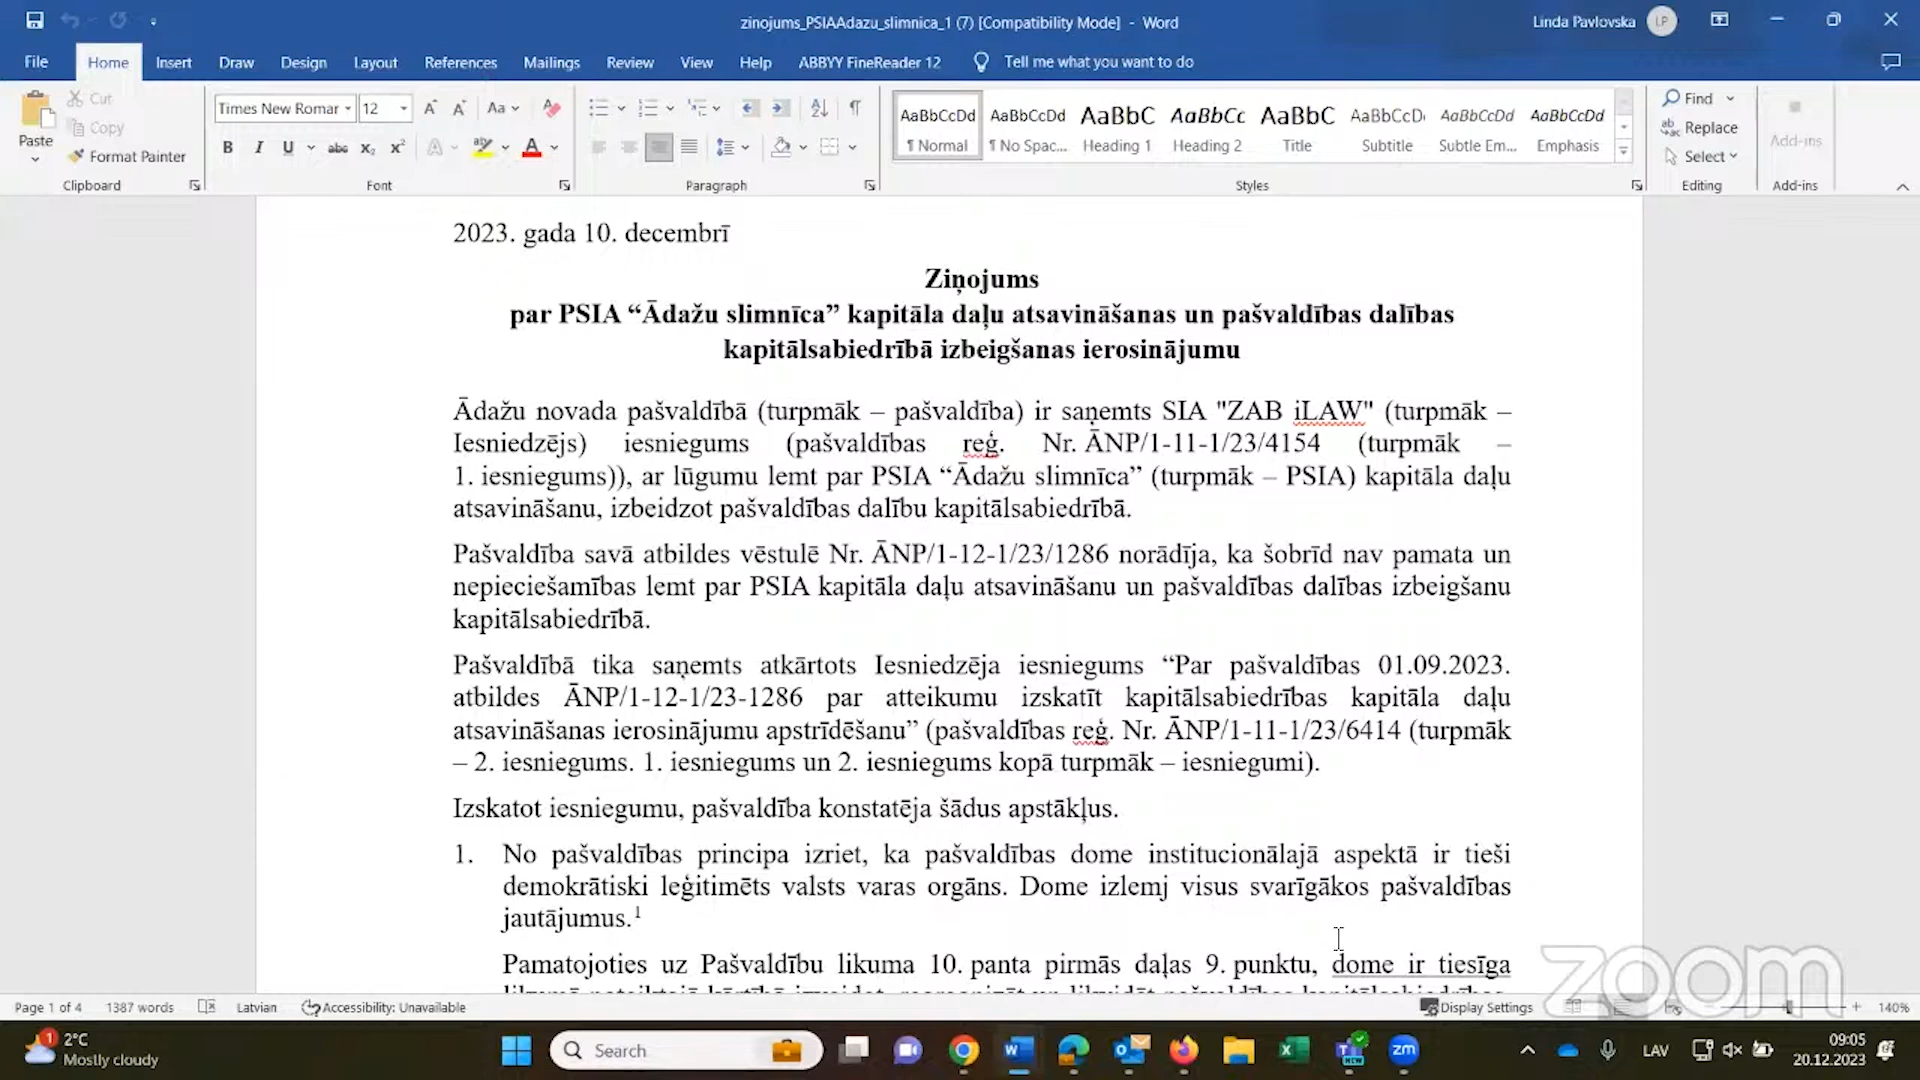 zinojums_PSIAAdazu_slimnica_1 (7) [Compatibility Mode] - Word
Linda Pavlovska
LP
File Home Insert Draw Design Layout References Mailings Review View Help ABBYY FineReader 12 Tell me what you want to do
Paste
Cut
Copy
Format Painter
Clipboard
Times New Romar 12
Font
Paragraph
AaBbCcDd AaBbCcDd AaBbC AaBbCc AaBbC AaBbCcD AaBbCcDd AaBbCcDd
¶ Normal ¶ No Spac... Heading 1 Heading 2 Title Subtitle Subtle Em... Emphasis
Styles
Find
Replace
Select
Editing
Add-ins
Add-ins
2023. gada 10. decembrī
Ziņojums
par PSIA “Ādažu slimnīca” kapitāla daļu atsavināšanas un pašvaldības dalības
kapitālsabiedrībā izbeigšanas ierosinājumu
Ādažu novada pašvaldībā (turpmāk – pašvaldība) ir saņemts SIA "ZAB iLAW" (turpmāk –
Iesniedzējs) iesniegums (pašvaldības reģ. Nr. ĀNP/1-11-1/23/4154 (turpmāk –
1. iesniegums)), ar lūgumu lemt par PSIA “Ādažu slimnīca” (turpmāk – PSIA) kapitāla daļu
atsavināšanu, izbeidzot pašvaldības dalību kapitālsabiedrībā.
Pašvaldība savā atbildes vēstulē Nr. ĀNP/1-12-1/23/1286 norādīja, ka šobrīd nav pamata un
nepieciešamības lemt par PSIA kapitāla daļu atsavināšanu un pašvaldības dalības izbeigšanu
kapitālsabiedrībā.
Pašvaldībā tika saņemts atkārtots Iesniedzēja iesniegums “Par pašvaldības 01.09.2023.
atbildes ĀNP/1-12-1/23-1286 par atteikumu izskatīt kapitālsabiedrības kapitāla daļu
atsavināšanas ierosinājumu apstrīdēšanu” (pašvaldības reģ. Nr. ĀNP/1-11-1/23/6414 (turpmāk
– 2. iesniegums. 1. iesniegums un 2. iesniegums kopā turpmāk – iesniegumi).
Izskatot iesniegumu, pašvaldība konstatēja šādus apstākļus.
1. No pašvaldības principa izriet, ka pašvaldības dome institucionālajā aspektā ir tieši
demokrātiski leģitimēts valsts varas orgāns. Dome izlemj visus svarīgākos pašvaldības
jautājumus.1
Pamatojoties uz Pašvaldību likuma 10. panta pirmās daļas 9. punktu, dome ir tiesīga
zoom
Page 1 of 4 1387 words Latvian Accessibility: Unavailable Display Settings 140%
2°C
Mostly cloudy
Search
LAV
09:05
20.12.2023